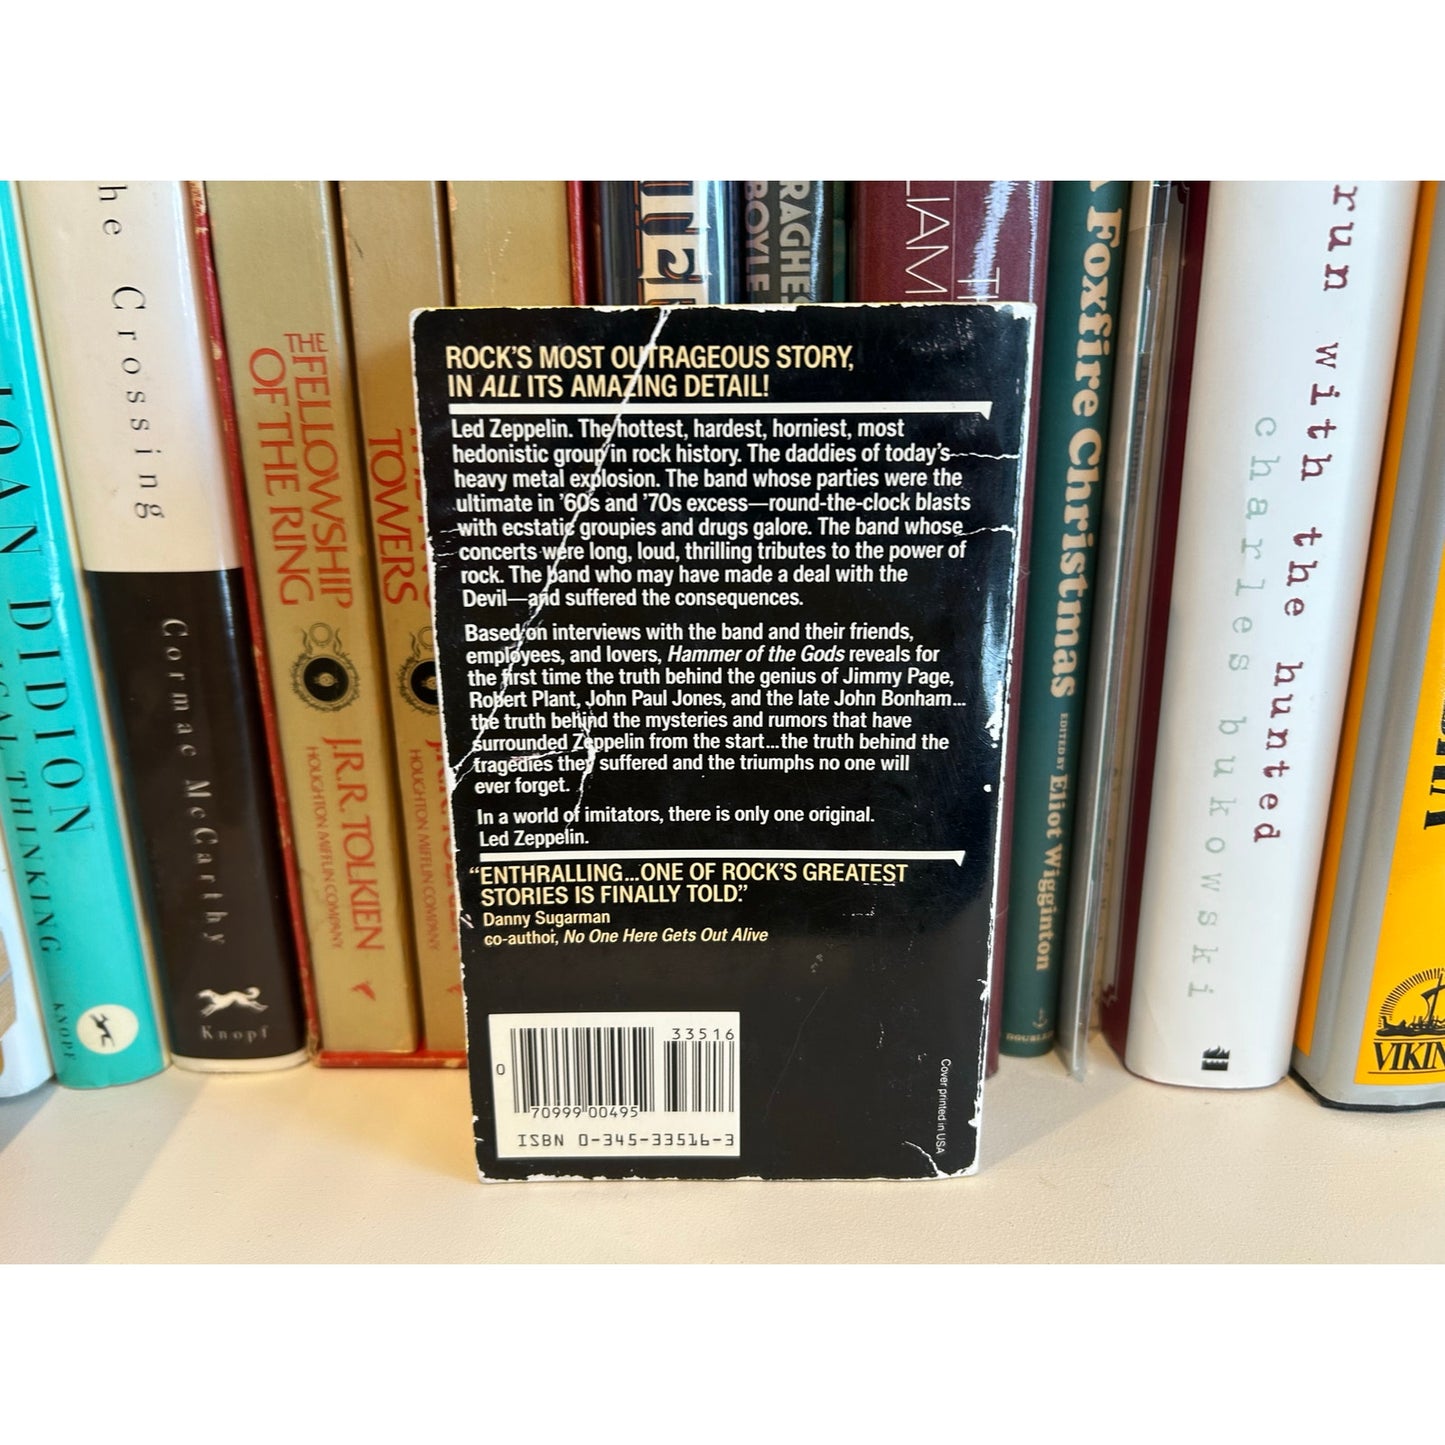 JOAN DIDION
MAGICAL THINKING
KNOPF
he Crossing
Cormac McCarthy
Knopf
THE
FELLOWSHIP
OF THE RING
J.R.R. TOLKIEN
HOUGHTON MIFFLIN COMPANY
TOWERS
HOUGHTON MIFFLIN COMPANY
ITE
RAGHES
BOYLE
LIAM
ROCK'S MOST OUTRAGEOUS STORY,
IN ALL ITS AMAZING DETAIL!
Led Zeppelin. The hottest, hardest, horniest, most
hedonistic group in rock history. The daddies of today's
heavy metal explosion. The band whose parties were the
ultimate in '60s and '70s excess—round-the-clock blasts
with ecstatic groupies and drugs galore. The band whose
concerts were long, loud, thrilling tributes to the power of
rock. The band who may have made a deal with the
Devil—and suffered the consequences.
Based on interviews with the band and their friends,
employees, and lovers, Hammer of the Gods reveals for
the first time the truth behind the genius of Jimmy Page,
Robert Plant, John Paul Jones, and the late John Bonham...
the truth behind the mysteries and rumors that have
surrounded Zeppelin from the start...the truth behind the
tragedies they suffered and the triumphs no one will
ever forget.
In a world of imitators, there is only one original.
Led Zeppelin.
"ENTHRALLING...ONE OF ROCK'S GREATEST
STORIES IS FINALLY TOLD."
Danny Sugarman
co-author, No One Here Gets Out Alive
33516
0
70999 00495
ISBN 0-345-33516-3
Cover printed in USA
Foxfire Christmas
EDITED BY Eliot Wigginton
run with the hunted
charles bukowski
VIKIN